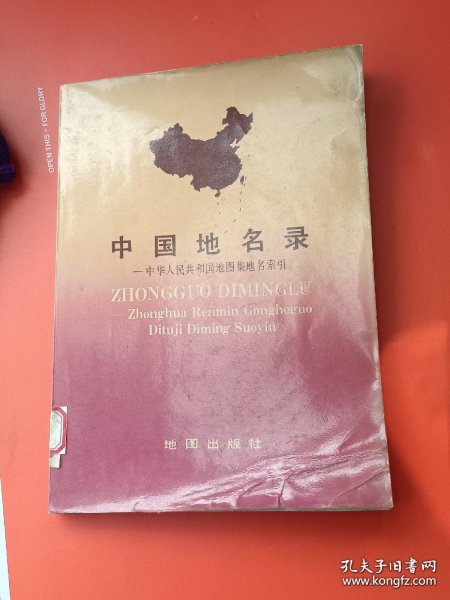 OPEN THIS – FOR GLORY
中国地名录
—中华人民共和国地图集地名索引
ZHONGGUO DIMINGLU
—Zhonghua Renmin Gongheguo
Dituji Diming Suoyin
地图出版社
孔夫子旧书网
www.kongfz.com